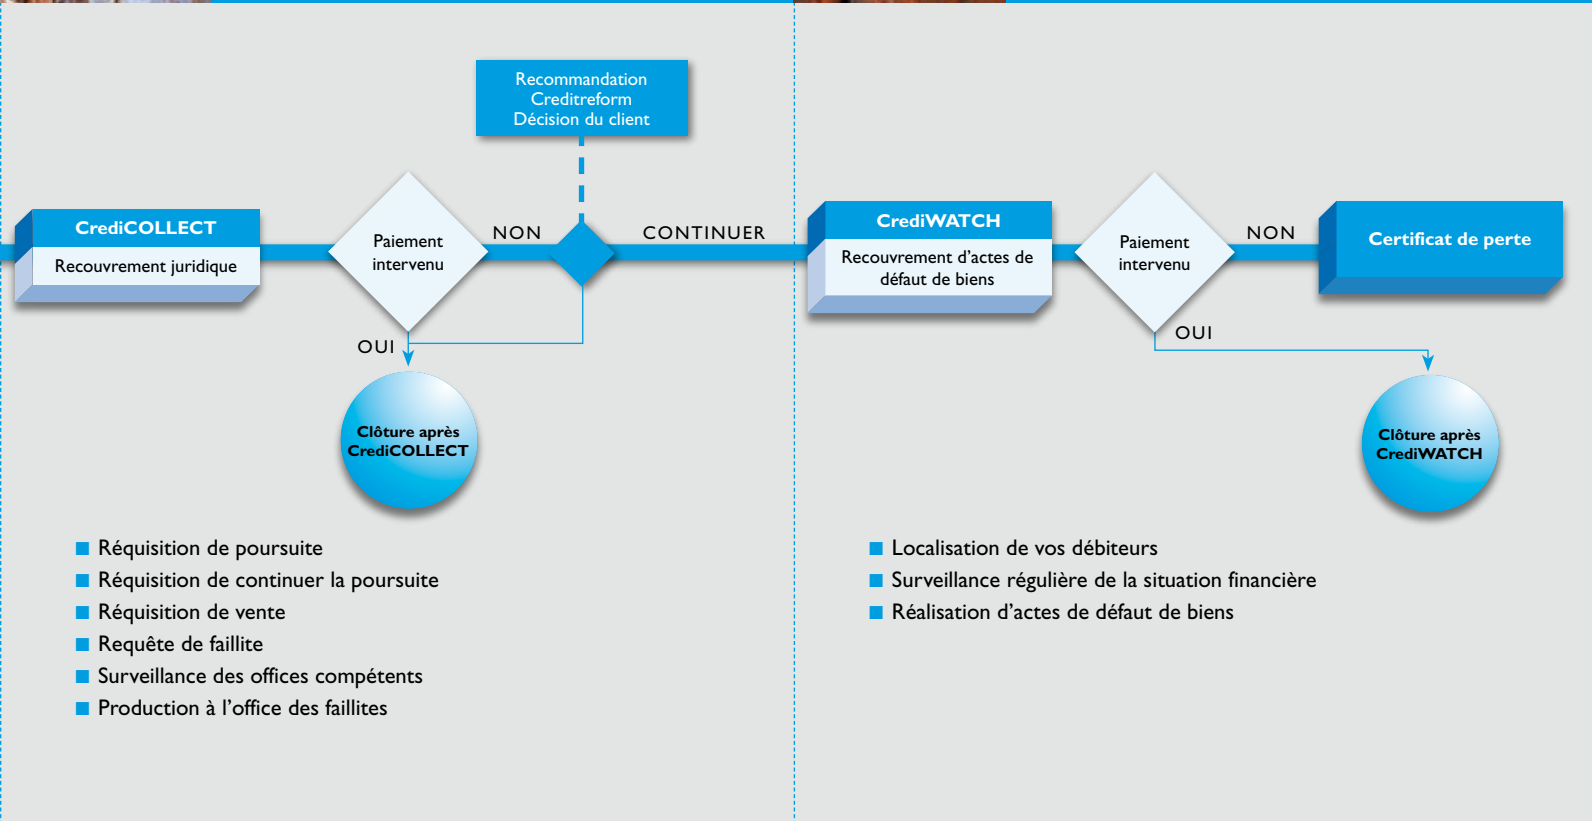 Recommandation
Creditreform
Décision du client
CrediCOLLECT
Recouvrement juridique
Paiement
intervenu
NON
CONTINUER
OUI
Clôture après
CrediCOLLECT
Réquisition de poursuite
Réquisition de continuer la poursuite
Réquisition de vente
Requête de faillite
Surveillance des offices compétents
Production à l’office des faillites
CrediWATCH
Recouvrement d’actes de
défaut de biens
Paiement
intervenu
NON
Certificat de perte
OUI
Clôture après
CrediWATCH
Localisation de vos débiteurs
Surveillance régulière de la situation financière
Réalisation d’actes de défaut de biens